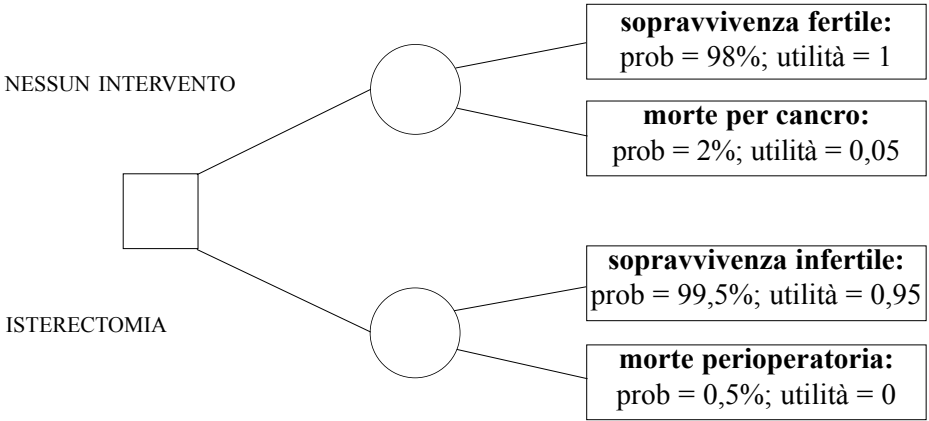 NESSUN INTERVENTO
sopravvivenza fertile:
prob = 98%; utilità = 1
morte per cancro:
prob = 2%; utilità = 0,05
ISTERECTOMIA
sopravvivenza infertile:
prob = 99,5%; utilità = 0,95
morte perioperatoria:
prob = 0,5%; utilità = 0